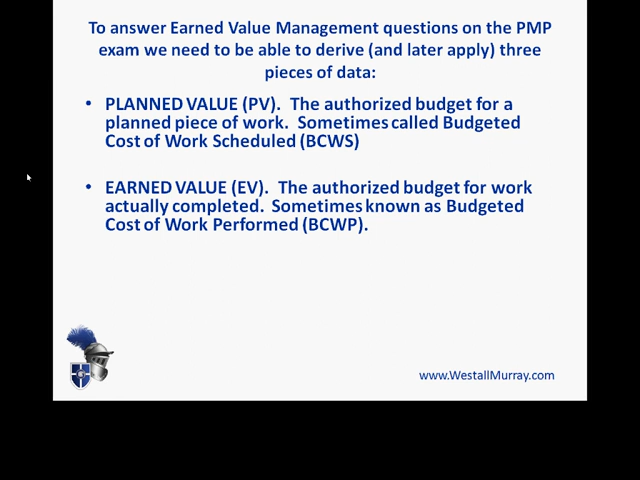 To answer Earned Value Management questions on the PMP
exam we need to be able to derive (and later apply) three
pieces of data:
• PLANNED VALUE (PV). The authorized budget for a
planned piece of work. Sometimes called Budgeted
Cost of Work Scheduled (BCWS)
• EARNED VALUE (EV). The authorized budget for work
actually completed. Sometimes known as Budgeted
Cost of Work Performed (BCWP).
www.WestallMurray.com